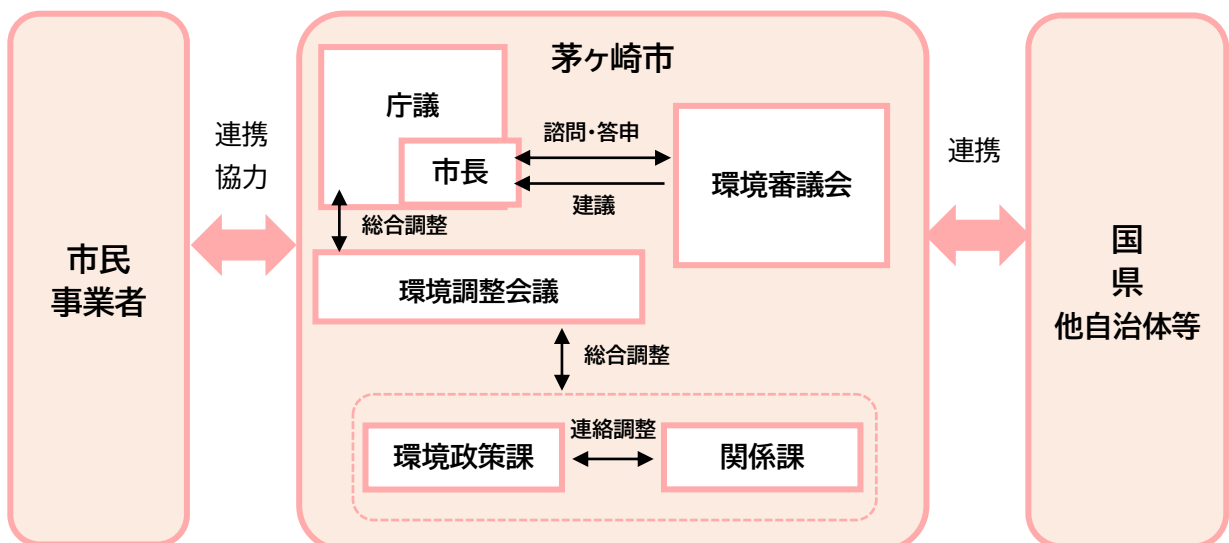 茅ヶ崎市
庁議
市長
諮問・答申
建議
環境審議会
連携
協力
市民
事業者
総合調整
環境調整会議
総合調整
環境政策課
連絡調整
関係課
連携
国
県
他自治体等